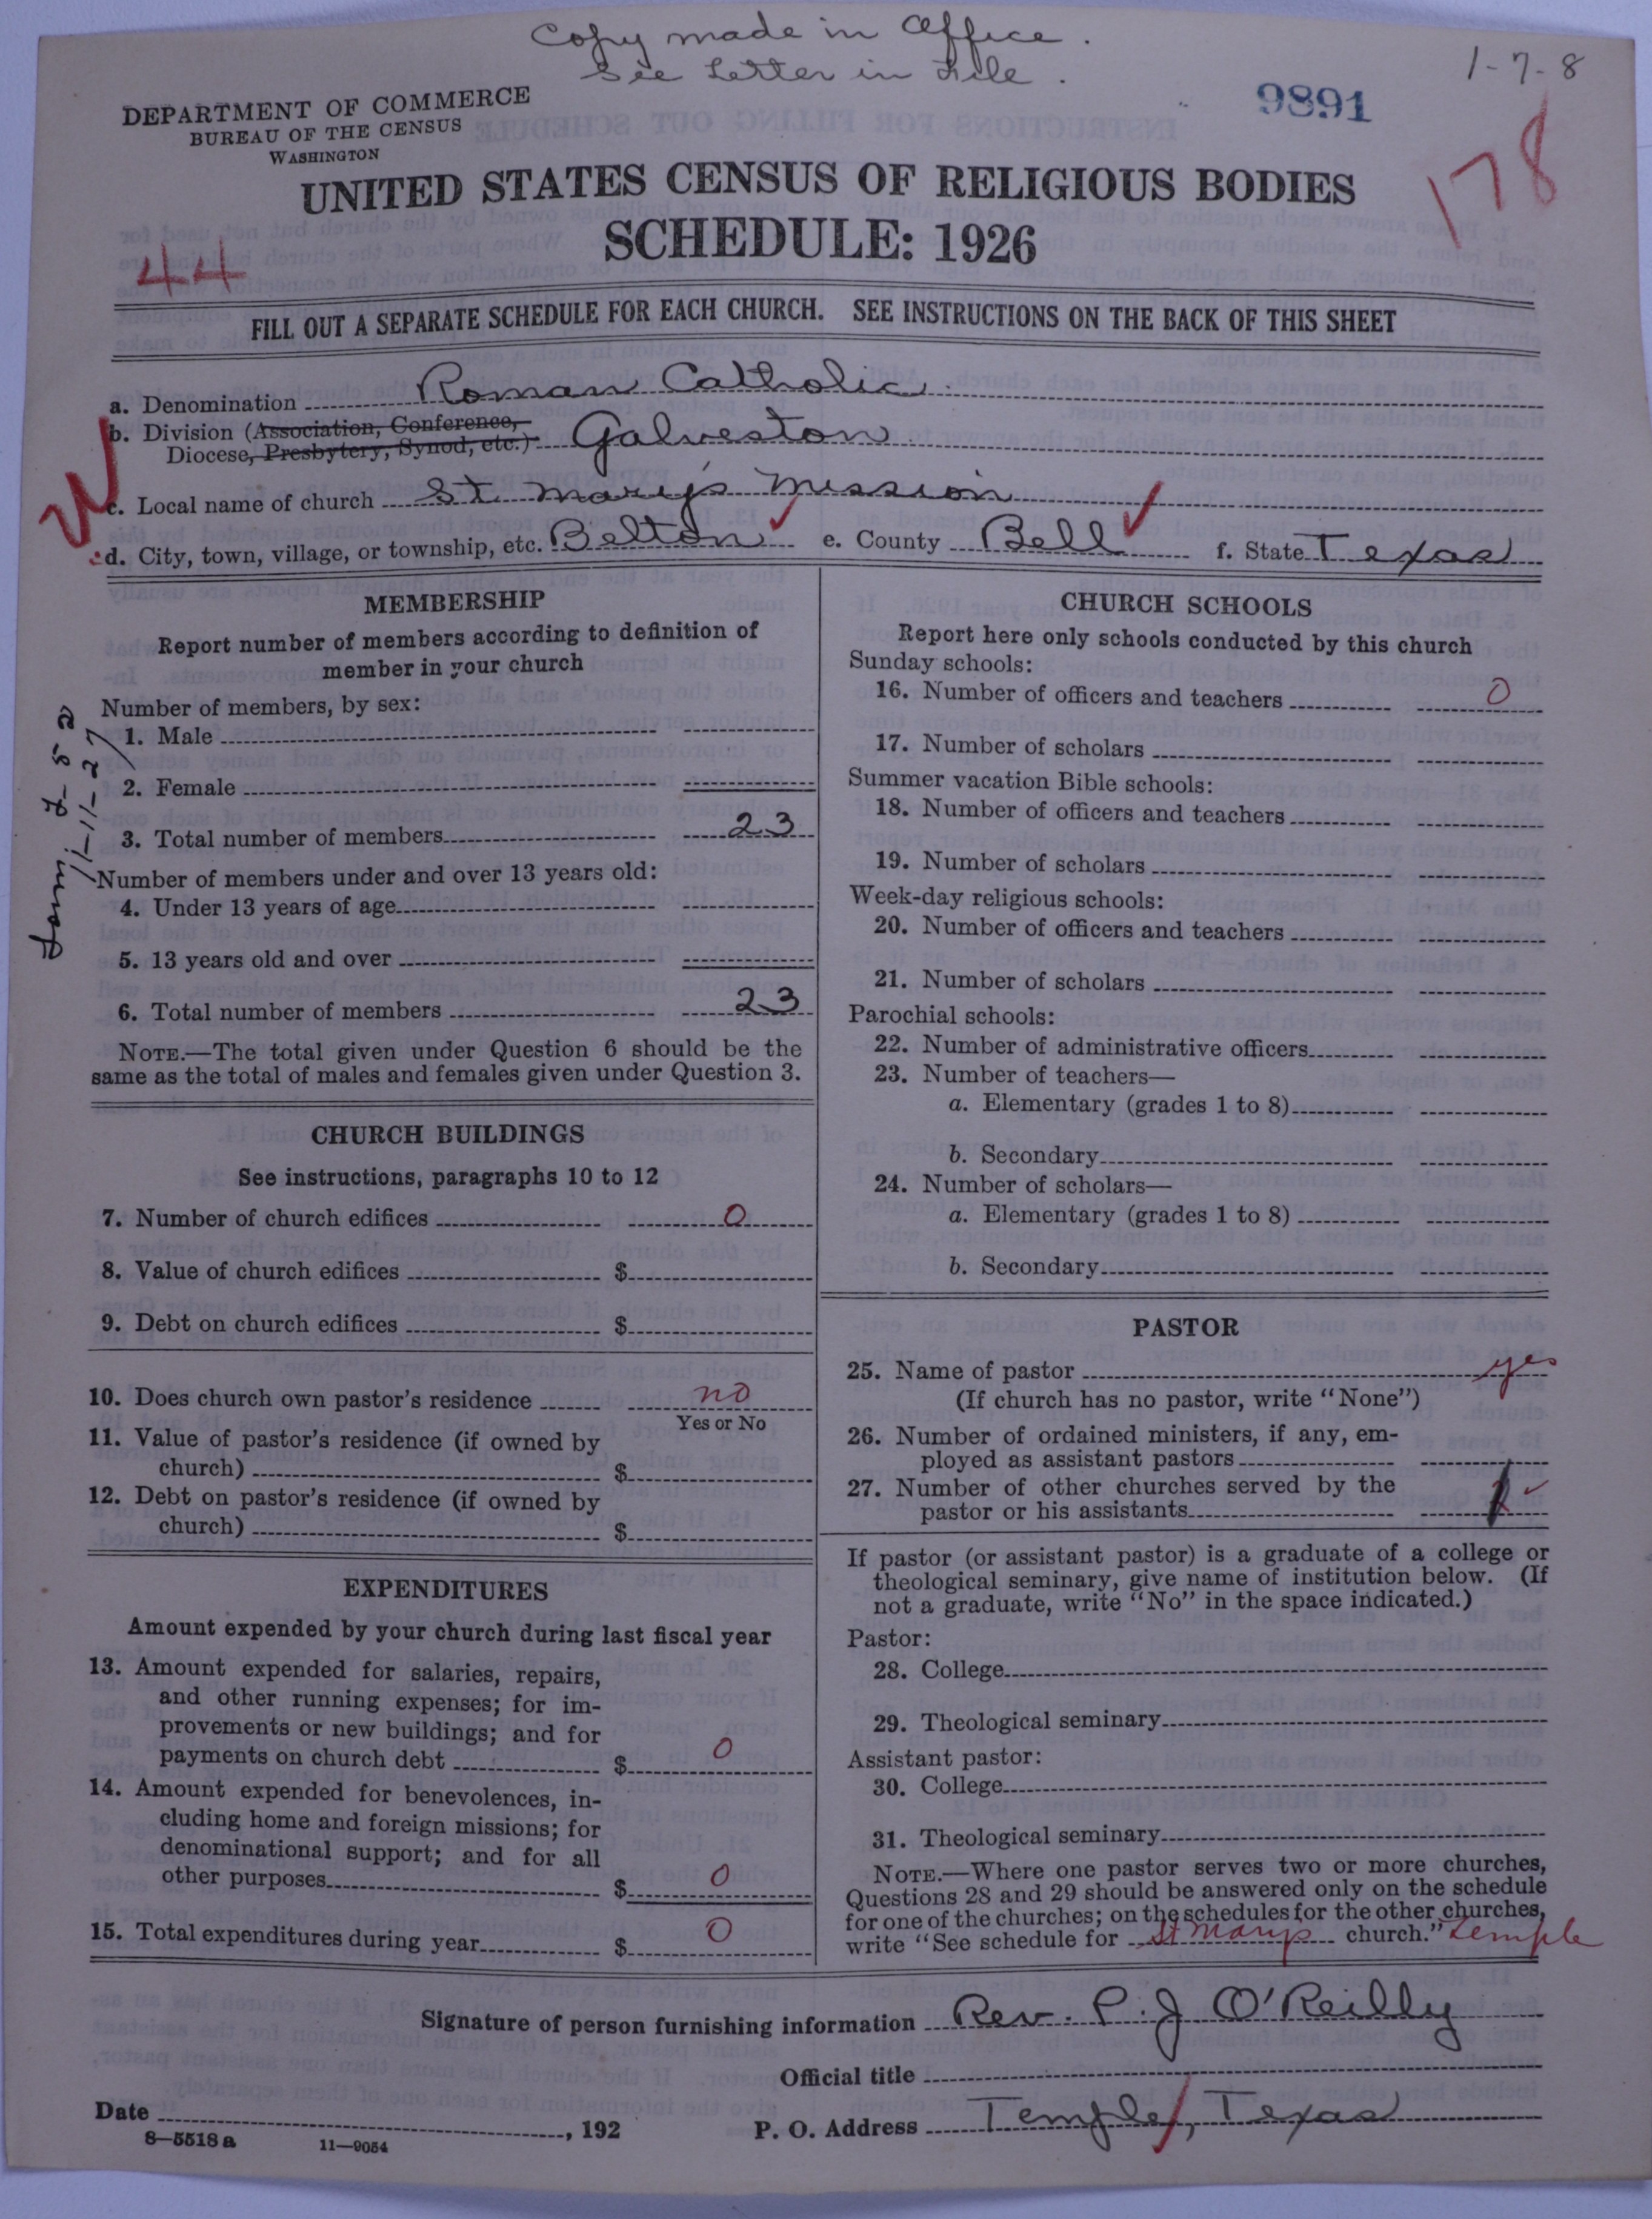 Copy made in Office.
See Letter in File.
1-7-8
9891
178
DEPARTMENT OF COMMERCE
BUREAU OF THE CENSUS
WASHINGTON
UNITED STATES CENSUS OF RELIGIOUS BODIES
SCHEDULE: 1926
44
FILL OUT A SEPARATE SCHEDULE FOR EACH CHURCH. SEE INSTRUCTIONS ON THE BACK OF THIS SHEET
a. Denomination Roman Catholic
b. Division (Association, Conference,
Diocese, Presbytery, Synod, etc.) Galveston
c. Local name of church St Mary's Mission
d. City, town, village, or township, etc. Belton e. County Bell f. State Texas
MEMBERSHIP
Report number of members according to definition of
member in your church
Number of members, by sex:
1. Male
2. Female
3. Total number of members 23
Number of members under and over 13 years old:
4. Under 13 years of age
5. 13 years old and over
6. Total number of members 23
NOTE.—The total given under Question 6 should be the
same as the total of males and females given under Question 3.
11-11-27
CHURCH BUILDINGS
See instructions, paragraphs 10 to 12
7. Number of church edifices 0
8. Value of church edifices $
9. Debt on church edifices $
10. Does church own pastor's residence no
Yes or No
11. Value of pastor's residence (if owned by
church) $
12. Debt on pastor's residence (if owned by
church) $
EXPENDITURES
Amount expended by your church during last fiscal year
13. Amount expended for salaries, repairs,
and other running expenses; for im-
provements or new buildings; and for
payments on church debt $ 0
14. Amount expended for benevolences, in-
cluding home and foreign missions; for
denominational support; and for all
other purposes $ 0
15. Total expenditures during year $ 0
CHURCH SCHOOLS
Report here only schools conducted by this church
Sunday schools:
16. Number of officers and teachers 0
17. Number of scholars
Summer vacation Bible schools:
18. Number of officers and teachers
19. Number of scholars
Week-day religious schools:
20. Number of officers and teachers
21. Number of scholars
Parochial schools:
22. Number of administrative officers
23. Number of teachers—
a. Elementary (grades 1 to 8)
b. Secondary
24. Number of scholars—
a. Elementary (grades 1 to 8)
b. Secondary
PASTOR
25. Name of pastor yes
(If church has no pastor, write "None")
26. Number of ordained ministers, if any, em-
ployed as assistant pastors
27. Number of other churches served by the
pastor or his assistants
If pastor (or assistant pastor) is a graduate of a college or
theological seminary, give name of institution below. (If
not a graduate, write "No" in the space indicated.)
Pastor:
28. College
29. Theological seminary
Assistant pastor:
30. College
31. Theological seminary
NOTE.—Where one pastor serves two or more churches,
Questions 28 and 29 should be answered only on the schedule
for one of the churches; on the schedules for the other churches,
write "See schedule for St Marys church." Temple
Signature of person furnishing information Rev. P. J O'Reilly
Official title
Date , 192 P. O. Address Temple, Texas
8—5518 a 11—9054